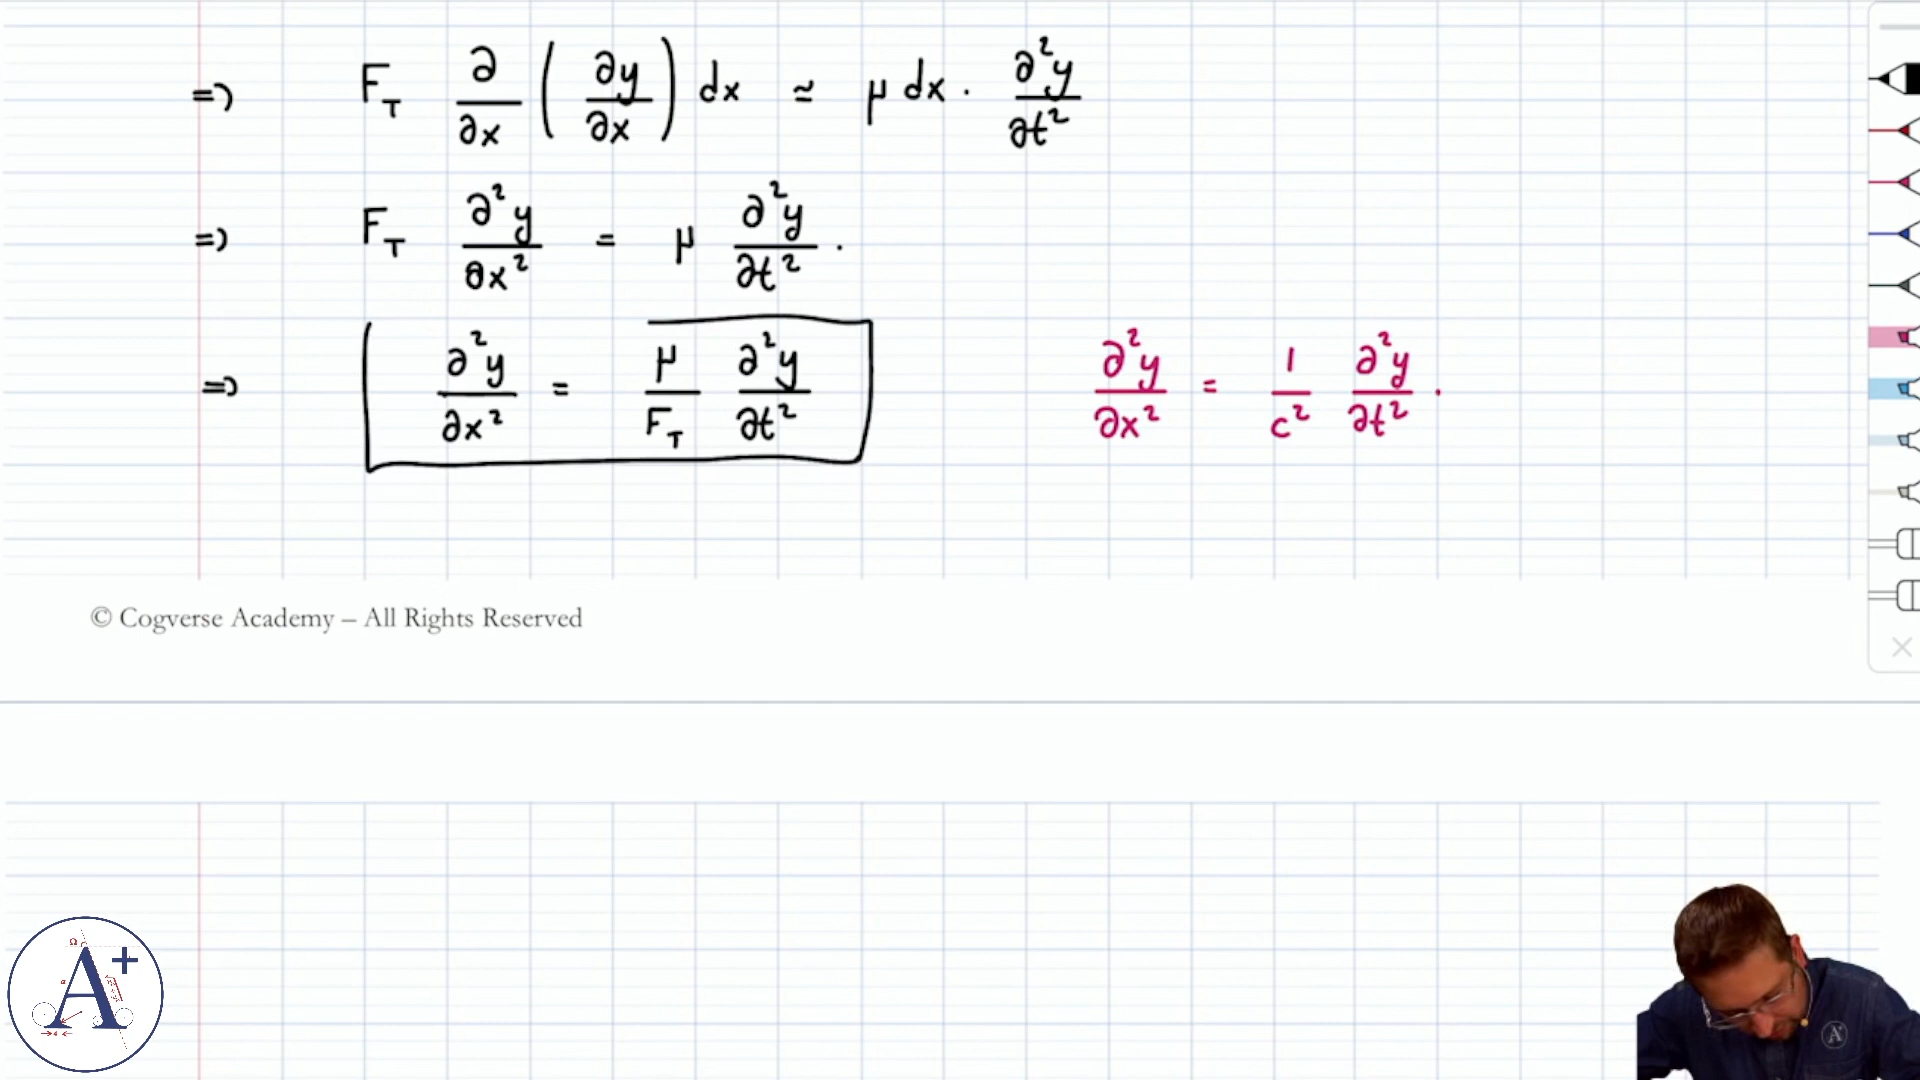 => F_T ∂/∂x (∂y/∂x) dx ≃ μ dx · ∂²y/∂t²
=> F_T ∂²y/∂x² = μ ∂²y/∂t² .
=> ∂²y/∂x² = μ/F_T ∂²y/∂t²
∂²y/∂x² = 1/c² ∂²y/∂t² .
© Cogverse Academy – All Rights Reserved
A+
A+